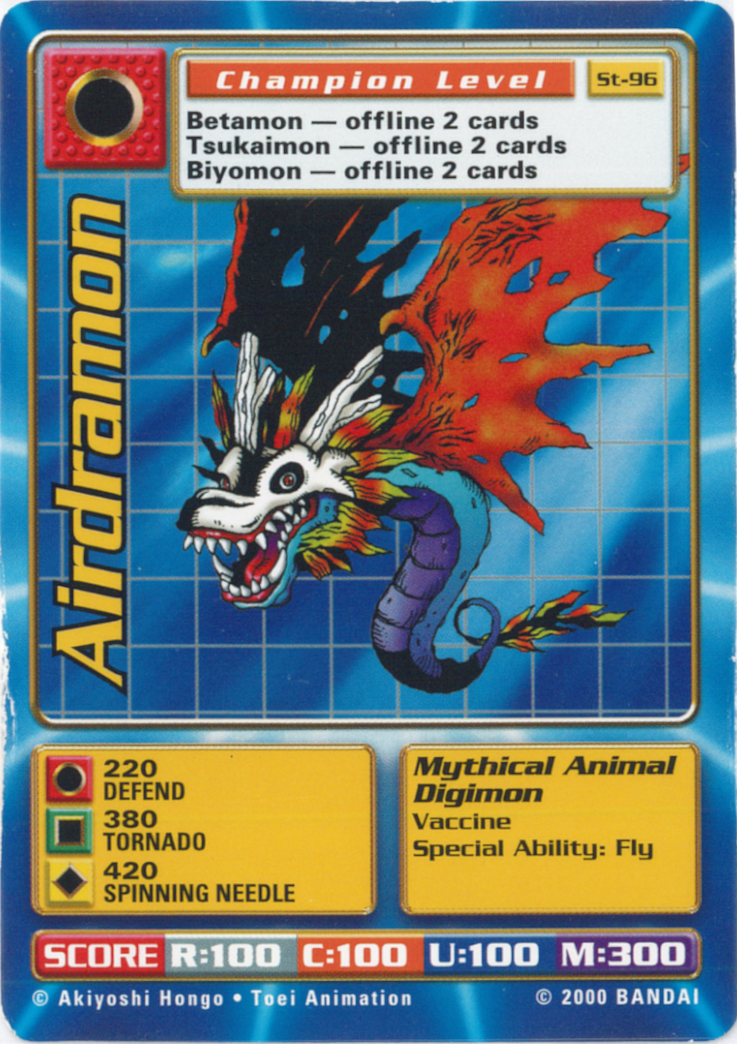 Champion Level
St-96
Betamon — offline 2 cards
Tsukaimon — offline 2 cards
Biyomon — offline 2 cards
Airdramon
220
DEFEND
380
TORNADO
420
SPINNING NEEDLE
Mythical Animal
Digimon
Vaccine
Special Ability: Fly
SCORE R:100 C:100 U:100 M:300
© Akiyoshi Hongo • Toei Animation
© 2000 BANDAI